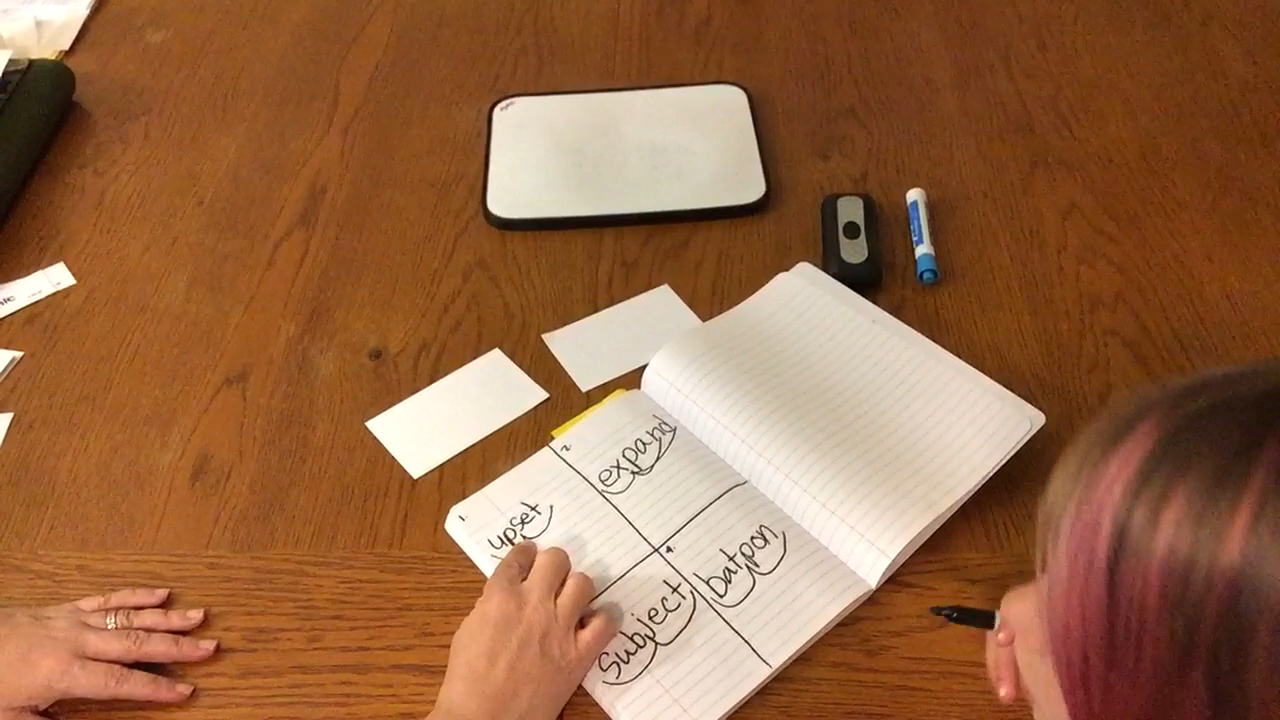 1.
upset
2.
expand
subject
4.
batpon